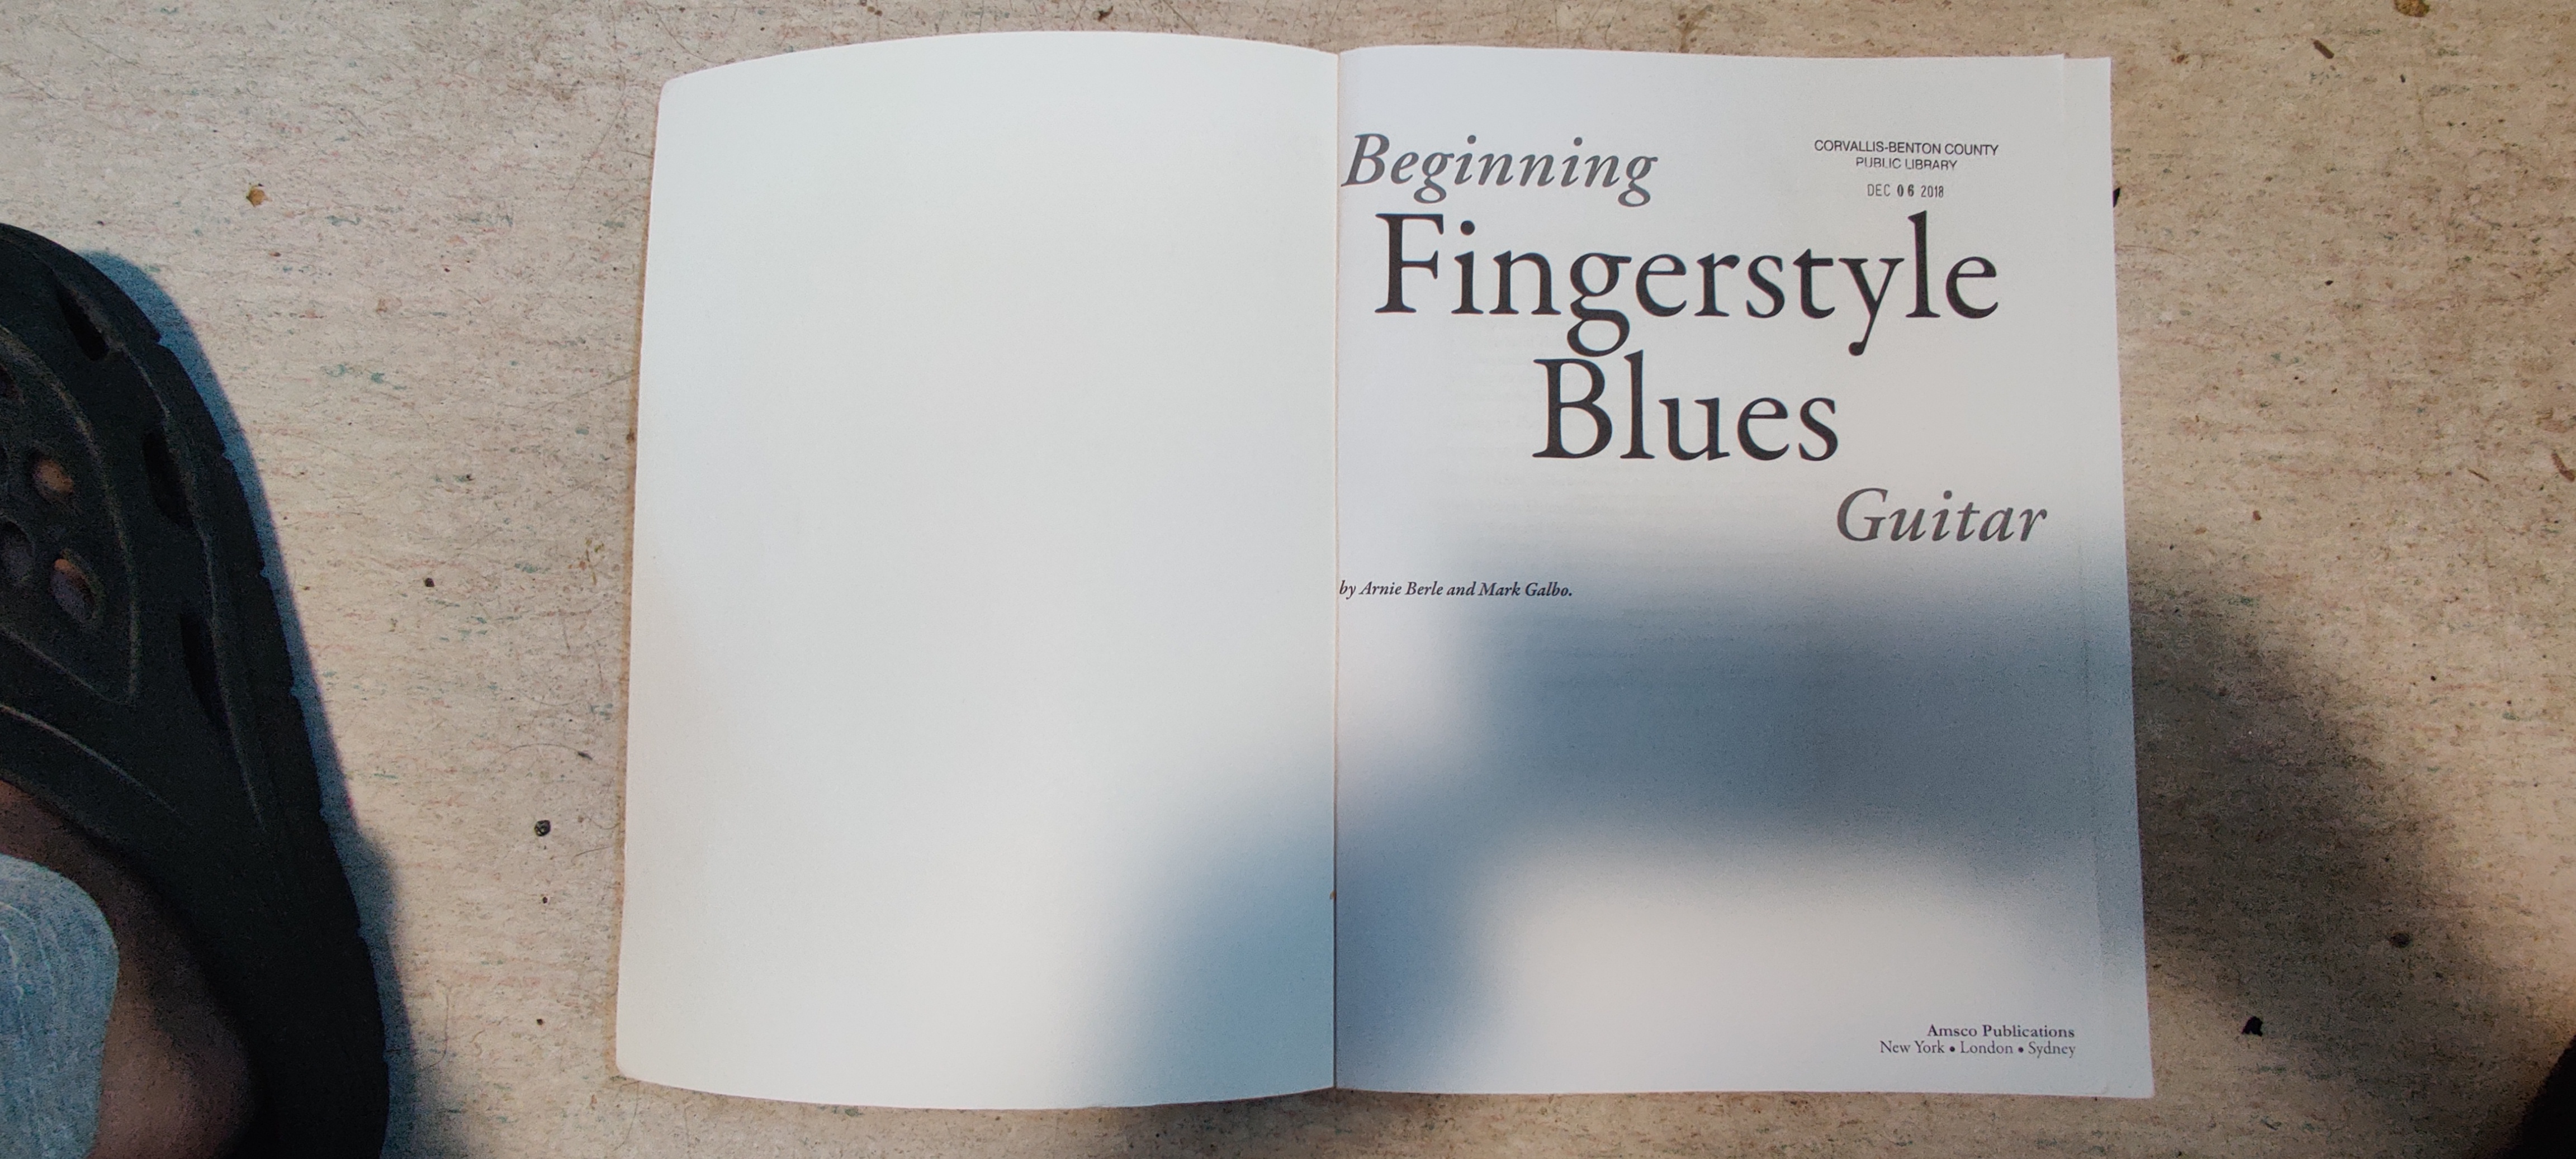 Beginning
CORVALLIS-BENTON COUNTY
PUBLIC LIBRARY
DEC 06 2018
Fingerstyle
Blues
Guitar
by Arnie Berle and Mark Galbo.
Amsco Publications
New York • London • Sydney